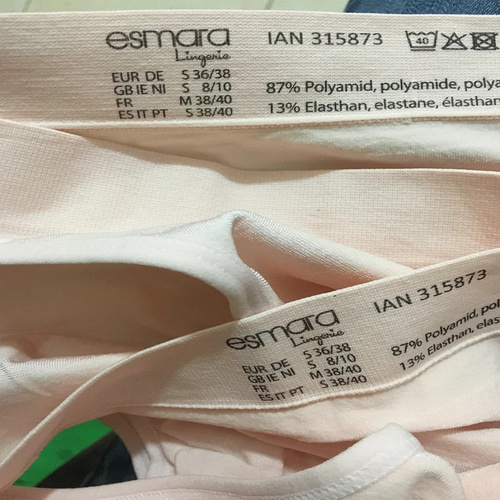 esmara
Lingerie
IAN 315873
40
EUR DE S 36/38
GB IE NI S 8/10
FR M 38/40
ES IT PT S 38/40
87% Polyamid, polyamide,
13% Elasthan, elastane, élasthan
esmara
Lingerie
IAN 315873
EUR DE S 36/38
GB IE NI S 8/10
FR M 38/40
ES IT PT S 38/40
87% Polyamid,
13% Elasthan,